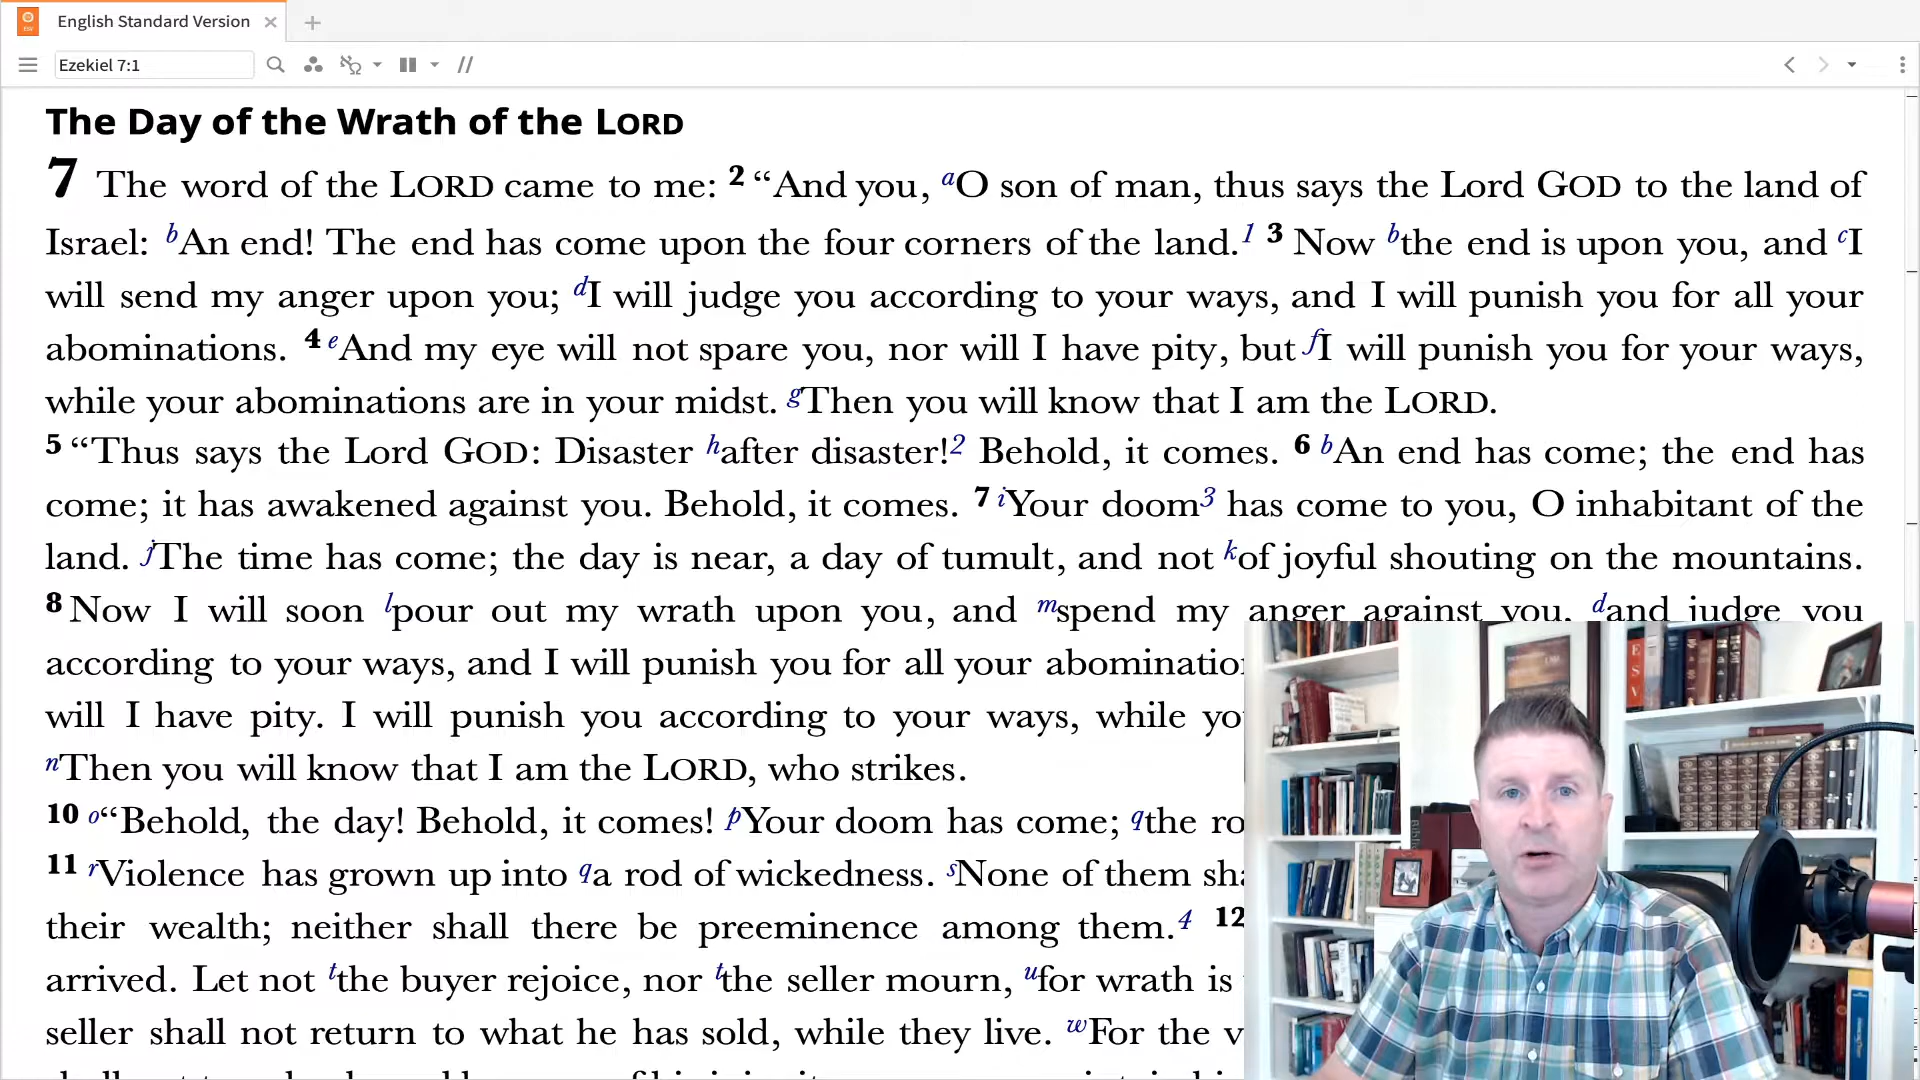 English Standard Version
Ezekiel 7:1
The Day of the Wrath of the LORD
7 The word of the LORD came to me: 2 “And you, aO son of man, thus says the Lord GOD to the land of
Israel: bAn end! The end has come upon the four corners of the land.1 3 Now bthe end is upon you, and cI
will send my anger upon you; dI will judge you according to your ways, and I will punish you for all your
abominations. 4 eAnd my eye will not spare you, nor will I have pity, but fI will punish you for your ways,
while your abominations are in your midst. gThen you will know that I am the LORD.
5 “Thus says the Lord GOD: Disaster hafter disaster!2 Behold, it comes. 6 bAn end has come; the end has
come; it has awakened against you. Behold, it comes. 7 iYour doom3 has come to you, O inhabitant of the
land. jThe time has come; the day is near, a day of tumult, and not kof joyful shouting on the mountains.
8 Now I will soon lpour out my wrath upon you, and mspend my anger against you, dand judge you
according to your ways, and I will punish you for all your abominatio
will I have pity. I will punish you according to your ways, while yo
nThen you will know that I am the LORD, who strikes.
10 o“Behold, the day! Behold, it comes! pYour doom has come; qthe ro
11 rViolence has grown up into qa rod of wickedness. sNone of them sha
their wealth; neither shall there be preeminence among them.4 12
arrived. Let not tthe buyer rejoice, nor tthe seller mourn, ufor wrath is
seller shall not return to what he has sold, while they live. wFor the v
ESV